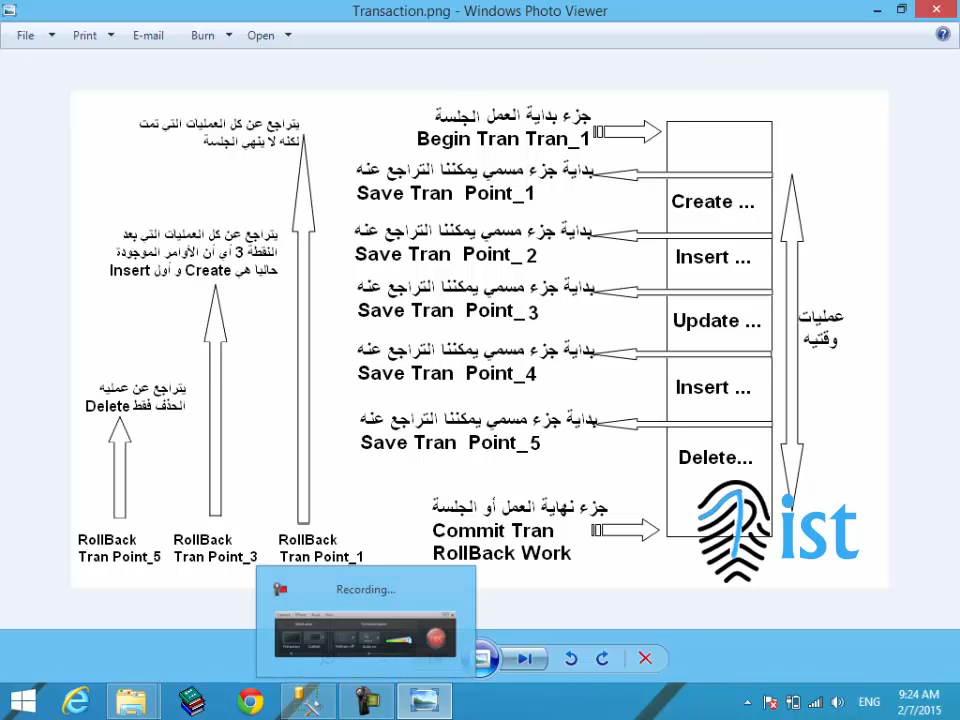 Transaction.png - Windows Photo Viewer
File Print E-mail Burn Open
جزء بداية العمل الجلسة
Begin Tran Tran_1
يتراجع عن كل العمليات التي تمت
لكنه لا ينهي الجلسة
بداية جزء مسمي يمكننا التراجع عنه
Save Tran Point_1
Create ...
يتراجع عن كل العمليات التي بعد
النقطة 3 أي أن الأوامر الموجودة
حاليا هي Create و أول Insert
بداية جزء مسمي يمكننا التراجع عنه
Save Tran Point_2
Insert ...
بداية جزء مسمي يمكننا التراجع عنه
Save Tran Point_3
Update ...
عمليات
وقتيه
بداية جزء مسمي يمكننا التراجع عنه
Save Tran Point_4
Insert ...
يتراجع عن عمليه
الحذف فقط Delete
بداية جزء مسمي يمكننا التراجع عنه
Save Tran Point_5
Delete...
جزء نهاية العمل أو الجلسة
Commit Tran
RollBack Work
ist
RollBack
Tran Point_5
RollBack
Tran Point_3
RollBack
Tran Point_1
Recording...
ENG
9:24 AM
2/7/2015